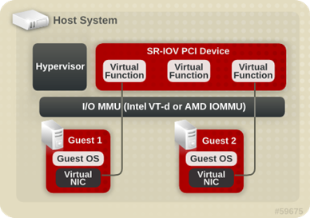 Host System
Hypervisor
SR-IOV PCI Device
Virtual
Function
Virtual
Function
Virtual
Function
I/O MMU (Intel VT-d or AMD IOMMU)
Guest 1
Guest OS
Virtual
NIC
Guest 2
Guest OS
Virtual
NIC
#59679